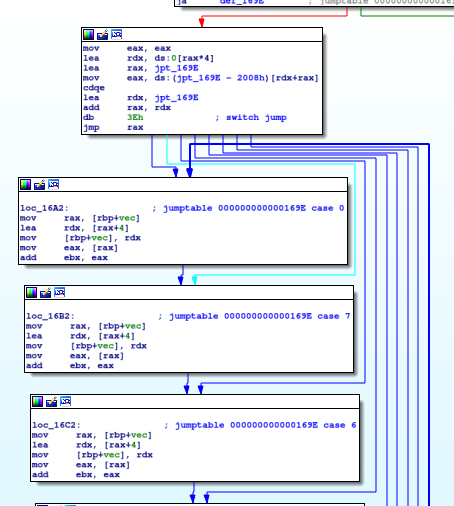 ja def_169E ; jumptable 000000000000169
mov eax, eax
lea rdx, ds:0[rax*4]
lea rax, jpt_169E
mov eax, ds:(jpt_169E - 2008h)[rdx+rax]
cdqe
lea rdx, jpt_169E
add rax, rdx
db 3Eh ; switch jump
jmp rax
loc_16A2: ; jumptable 000000000000169E case 0
mov rax, [rbp+vec]
lea rdx, [rax+4]
mov [rbp+vec], rdx
mov eax, [rax]
add ebx, eax
loc_16B2: ; jumptable 000000000000169E case 7
mov rax, [rbp+vec]
lea rdx, [rax+4]
mov [rbp+vec], rdx
mov eax, [rax]
add ebx, eax
loc_16C2: ; jumptable 000000000000169E case 6
mov rax, [rbp+vec]
lea rdx, [rax+4]
mov [rbp+vec], rdx
mov eax, [rax]
add ebx, eax